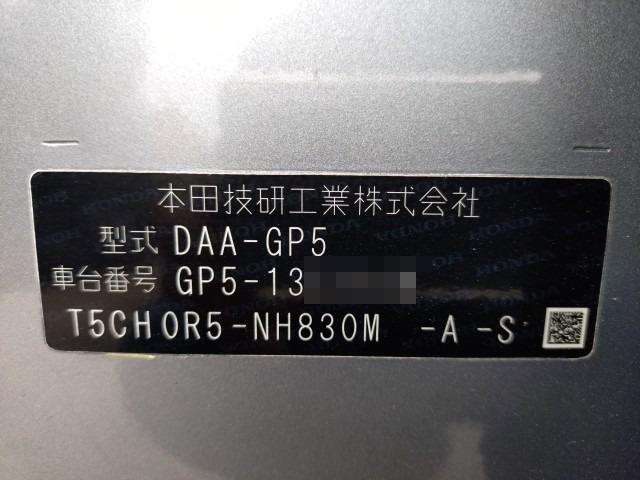 本田技研工業株式会社
型式 DAA-GP5
車台番号 GP5-13
T5CH0R5-NH830M -A -S